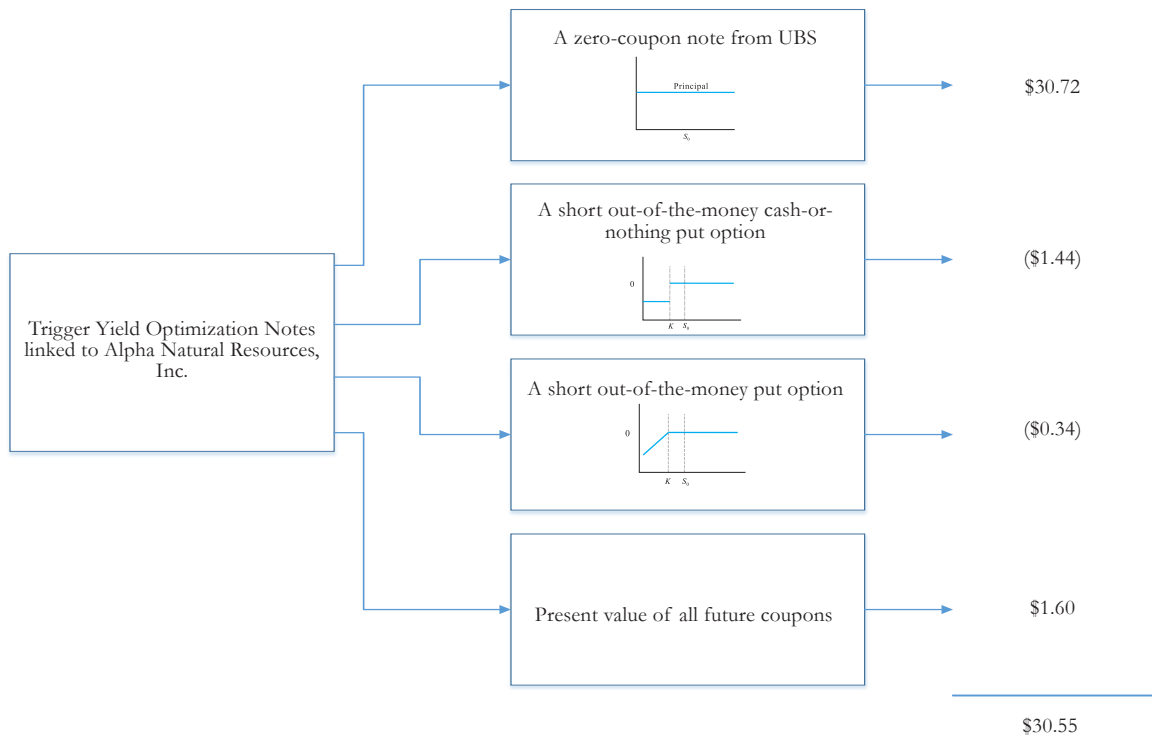 A zero-coupon note from UBS
Principal
S₀
$30.72
A short out-of-the-money cash-or-
nothing put option
0
K S₀
($1.44)
Trigger Yield Optimization Notes
linked to Alpha Natural Resources,
Inc.
A short out-of-the-money put option
0
K S₀
($0.34)
Present value of all future coupons
$1.60
$30.55